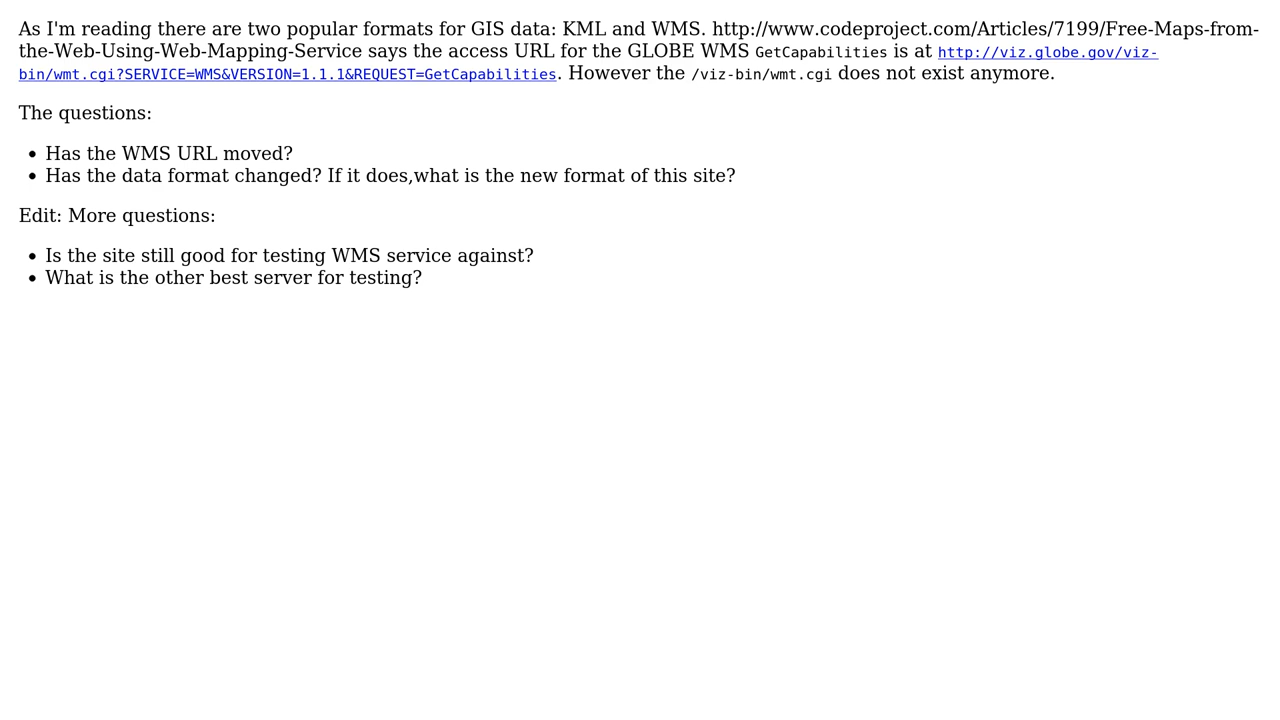 As I'm reading there are two popular formats for GIS data: KML and WMS. http://www.codeproject.com/Articles/7199/Free-Maps-from-
the-Web-Using-Web-Mapping-Service says the access URL for the GLOBE WMS GetCapabilities is at http://viz.globe.gov/viz-
bin/wmt.cgi?SERVICE=WMS&VERSION=1.1.1&REQUEST=GetCapabilities. However the /viz-bin/wmt.cgi does not exist anymore.
The questions:
• Has the WMS URL moved?
• Has the data format changed? If it does,what is the new format of this site?
Edit: More questions:
• Is the site still good for testing WMS service against?
• What is the other best server for testing?